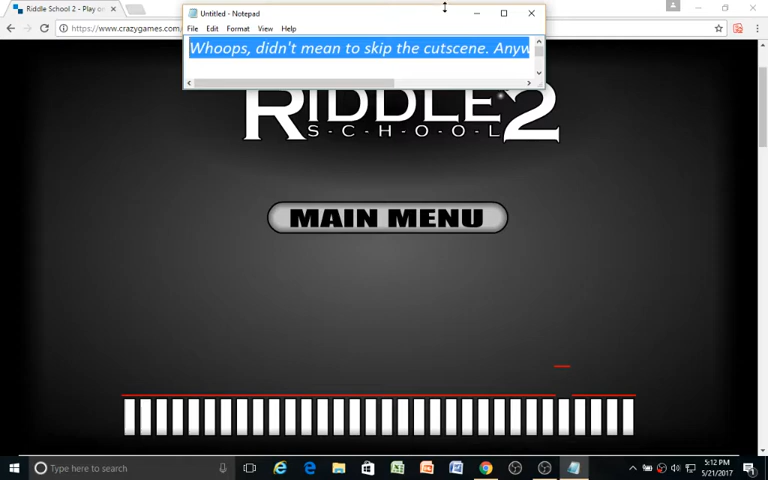 Riddle School 2 - Play on
Untitled - Notepad
https://www.crazygames.com
File Edit Format View Help
Whoops, didn't mean to skip the cutscene. Anyw
RIDDLE 2
S-C-H-O-O-L
MAIN MENU
Type here to search
5:12 PM
5/21/2017